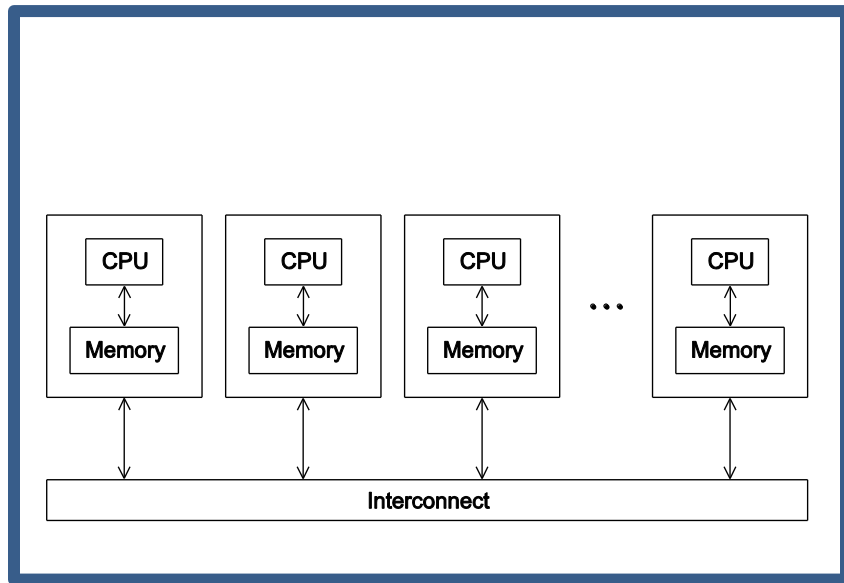 CPU CPU CPU CPU
...
Memory Memory Memory Memory
Interconnect